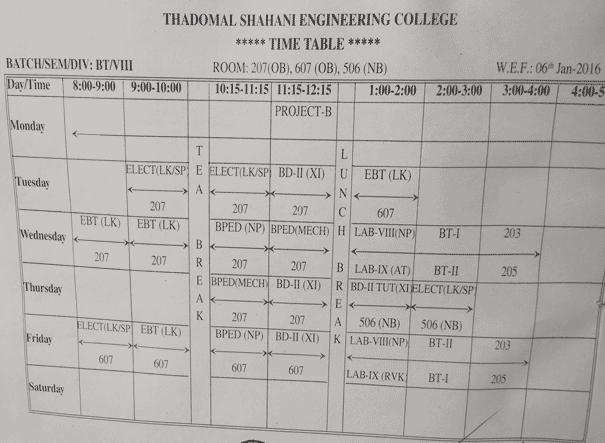 THADOMAL SHAHANI ENGINEERING COLLEGE
***** TIME TABLE *****
BATCH/SEM/DIV: BT/VIII ROOM: 207(OB), 607 (OB), 506 (NB) W.E.F.: 06th Jan-2016
Day/Time 8:00-9:00 9:00-10:00 10:15-11:15 11:15-12:15 1:00-2:00 2:00-3:00 3:00-4:00 4:00-5
PROJECT-B
Monday
TEA BREAK
LUNCH BREAK
ELECT(LK/SP) ELECT(LK/SP) BD-II (XI) EBT (LK)
Tuesday
207 207 207 607
EBT (LK) EBT (LK) BPED (NP) BPED(MECH) LAB-VIII(NP) BT-I 203
Wednesday
207 207 207 207 LAB-IX (AT) BT-II 205
Thursday BPED(MECH) BD-II (XI) BD-II TUT(XI) ELECT(LK/SP)
207 207 506 (NB) 506 (NB)
ELECT(LK/SP) EBT (LK) BPED (NP) BD-II (XI) LAB-VIII(NP) BT-II 203
Friday
607 607 607 607 LAB-IX (RVK) BT-I 205
Saturday